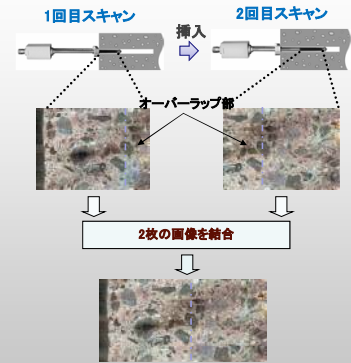 1回目スキャン
2回目スキャン
挿入
オーバーラップ部
2枚の画像を結合